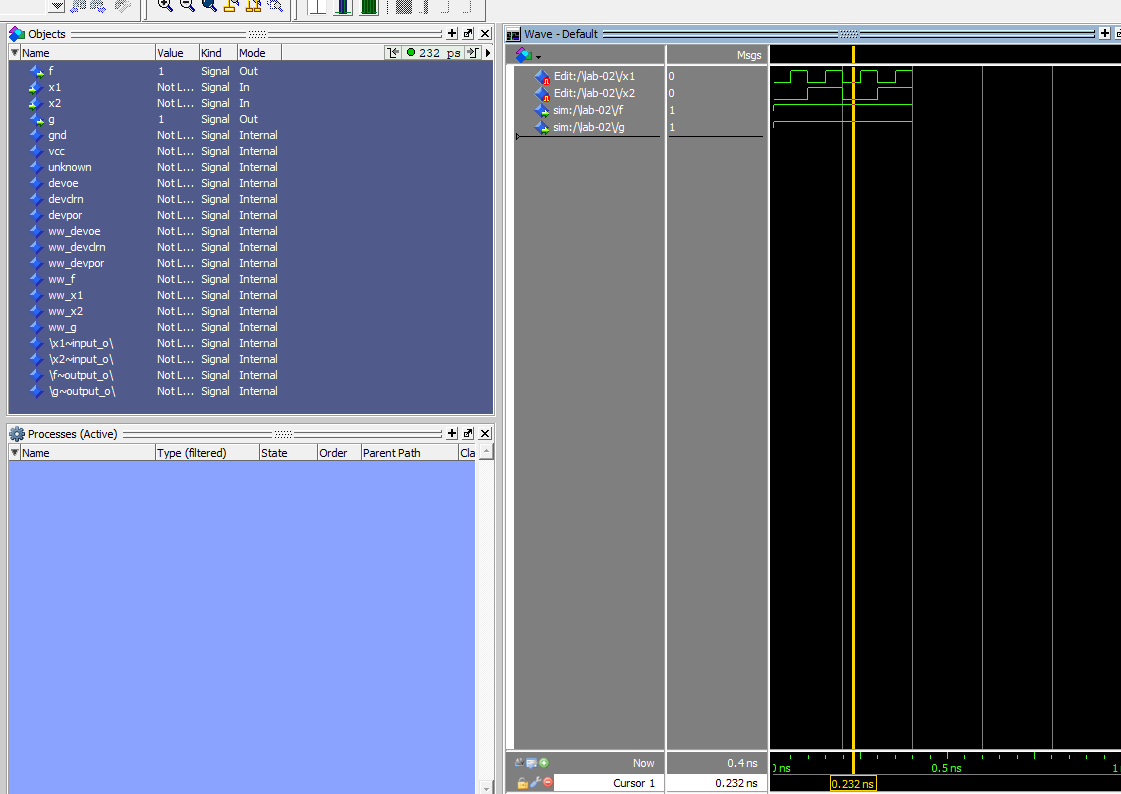 Objects
Name Value Kind Mode 232 ps
f 1 Signal Out
x1 Not L... Signal In
x2 Not L... Signal In
g 1 Signal Out
gnd Not L... Signal Internal
vcc Not L... Signal Internal
unknown Not L... Signal Internal
devoe Not L... Signal Internal
devclrn Not L... Signal Internal
devpor Not L... Signal Internal
ww_devoe Not L... Signal Internal
ww_devclrn Not L... Signal Internal
ww_devpor Not L... Signal Internal
ww_f Not L... Signal Internal
ww_x1 Not L... Signal Internal
ww_x2 Not L... Signal Internal
ww_g Not L... Signal Internal
\x1~input_o\ Not L... Signal Internal
\x2~input_o\ Not L... Signal Internal
\f~output_o\ Not L... Signal Internal
\g~output_o\ Not L... Signal Internal
Processes (Active)
Name Type (filtered) State Order Parent Path Cla
Wave - Default
Msgs
Edit:/\lab-02\/x1 0
Edit:/\lab-02\/x2 0
sim:/\lab-02\/f 1
sim:/\lab-02\/g 1
Now 0.4 ns
ns 0.5 ns 1
Cursor 1 0.232 ns
0.232 ns